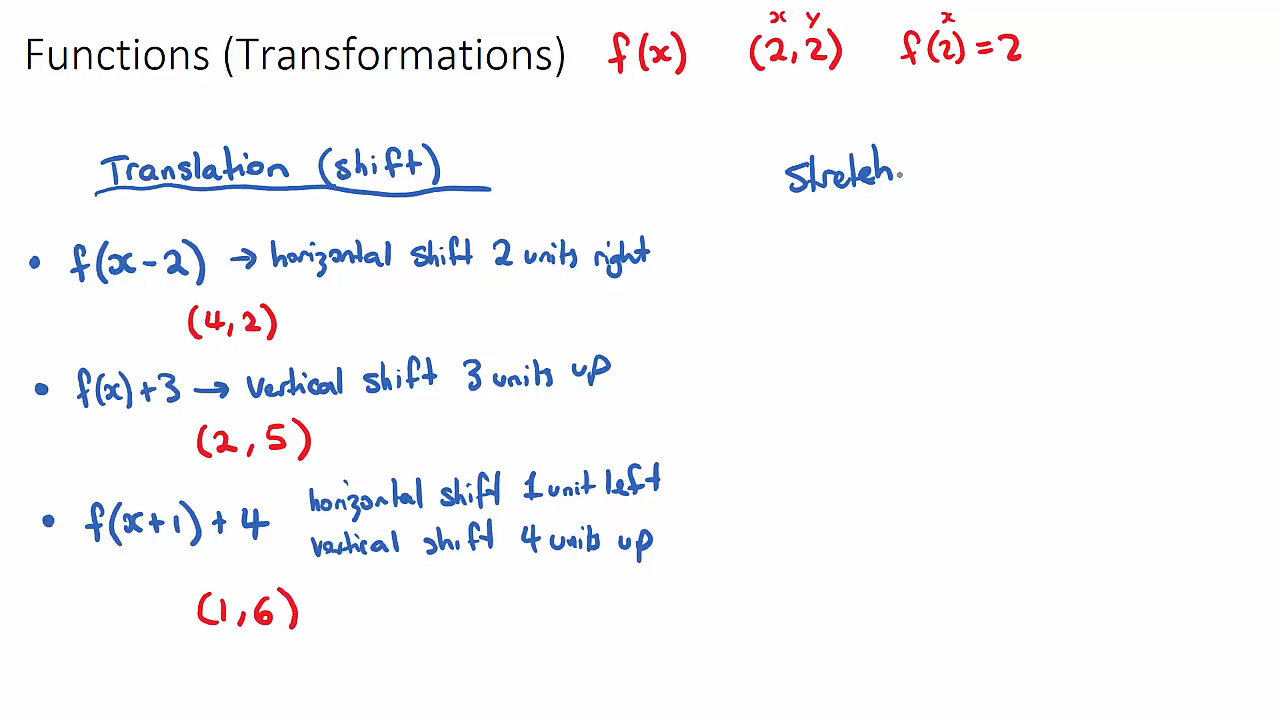 Functions (Transformations) f(x) (2, 2) f(2) = 2
x y x
Translation (shift)
• f(x - 2) → horizontal shift 2 units right
(4, 2)
• f(x) + 3 → vertical shift 3 units up
(2, 5)
• f(x + 1) + 4 horizontal shift 1 unit left
vertical shift 4 units up
(1, 6)
Stretch